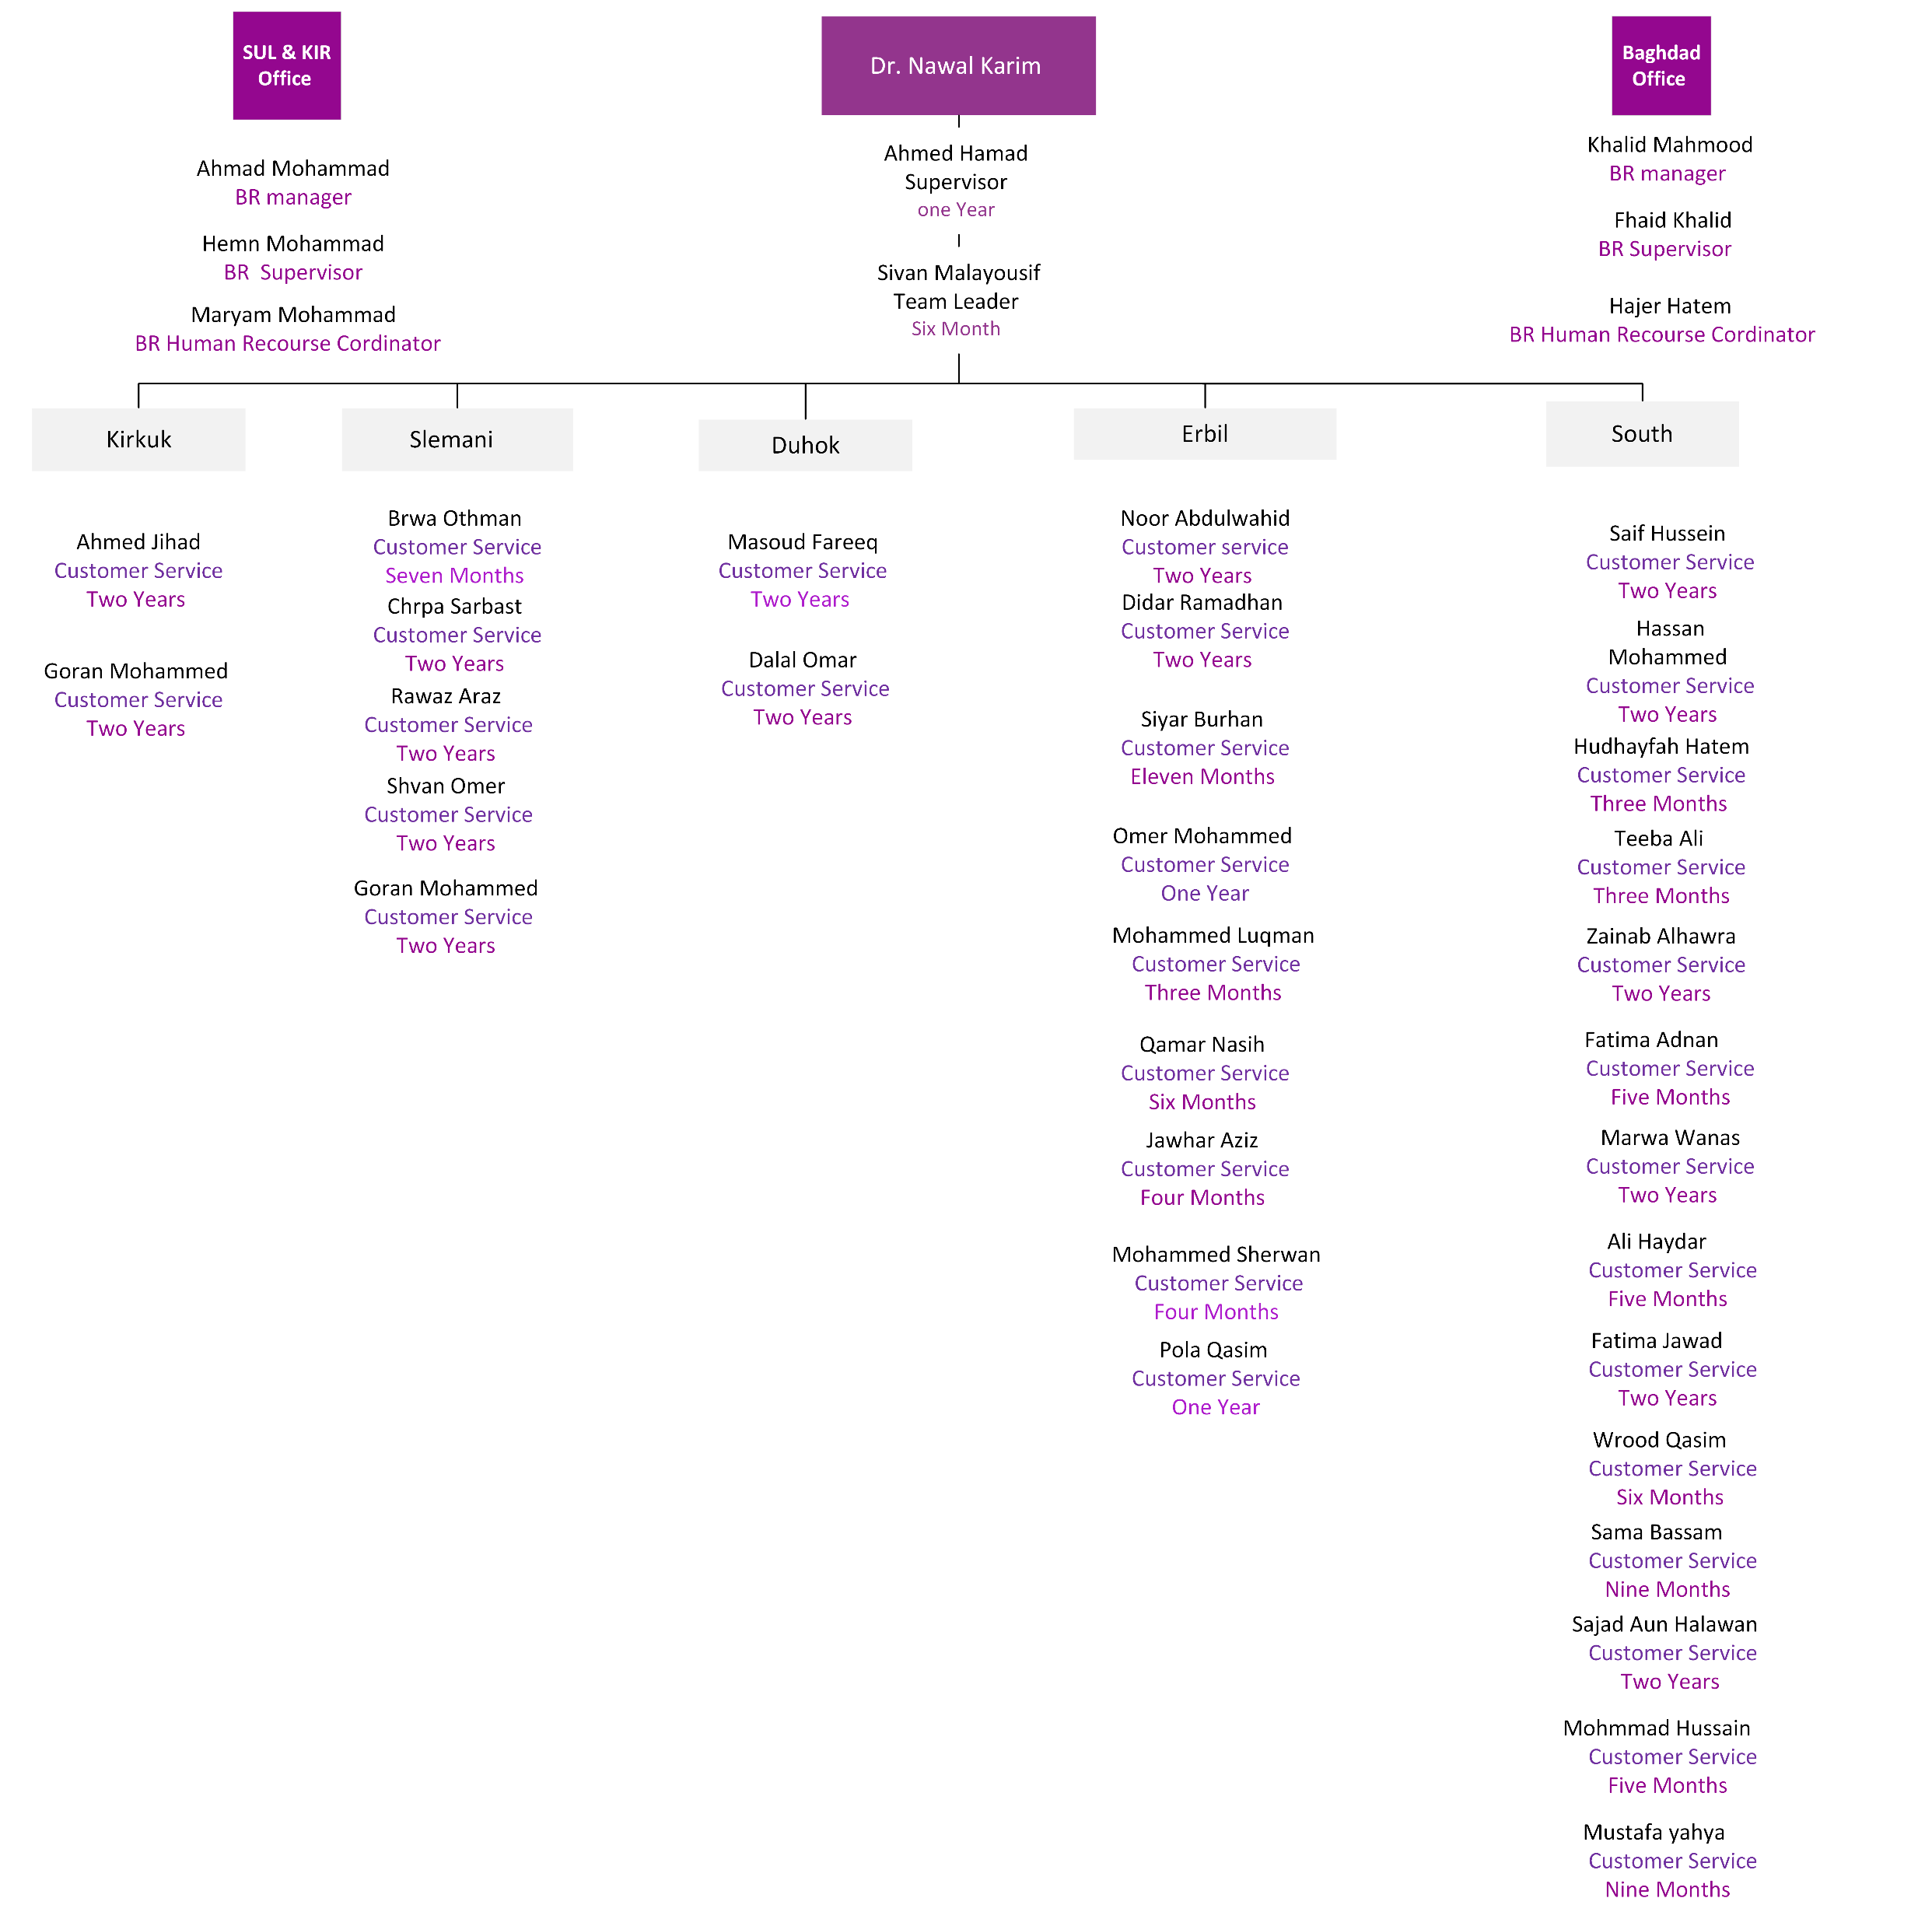 SUL & KIR
Office
Ahmad Mohammad
BR manager
Hemn Mohammad
BR  Supervisor
Maryam Mohammad
BR Human Recourse Cordinator
Dr. Nawal Karim
Ahmed Hamad
Supervisor
one Year
Sivan Malayousif
Team Leader
Six Month
Baghdad
Office
Khalid Mahmood
BR manager
Fhaid Khalid
BR Supervisor
Hajer Hatem
BR Human Recourse Cordinator
Kirkuk
Ahmed Jihad
Customer Service
Two Years
Goran Mohammed
Customer Service
Two Years
Slemani
Brwa Othman
Customer Service
Seven Months
Chrpa Sarbast
Customer Service
Two Years
Rawaz Araz
Customer Service
Two Years
Shvan Omer
Customer Service
Two Years
Goran Mohammed
Customer Service
Two Years
Duhok
Masoud Fareeq
Customer Service
Two Years
Dalal Omar
Customer Service
Two Years
Erbil
Noor Abdulwahid
Customer service
Two Years
Didar Ramadhan
Customer Service
Two Years
Siyar Burhan
Customer Service
Eleven Months
Omer Mohammed
Customer Service
One Year
Mohammed Luqman
Customer Service
Three Months
Qamar Nasih
Customer Service
Six Months
Jawhar Aziz
Customer Service
Four Months
Mohammed Sherwan
Customer Service
Four Months
Pola Qasim
Customer Service
One Year
South
Saif Hussein
Customer Service
Two Years
Hassan
Mohammed
Customer Service
Two Years
Hudhayfah Hatem
Customer Service
Three Months
Teeba Ali
Customer Service
Three Months
Zainab Alhawra
Customer Service
Two Years
Fatima Adnan
Customer Service
Five Months
Marwa Wanas
Customer Service
Two Years
Ali Haydar
Customer Service
Five Months
Fatima Jawad
Customer Service
Two Years
Wrood Qasim
Customer Service
Six Months
Sama Bassam
Customer Service
Nine Months
Sajad Aun Halawan
Customer Service
Two Years
Mohmmad Hussain
Customer Service
Five Months
Mustafa yahya
Customer Service
Nine Months